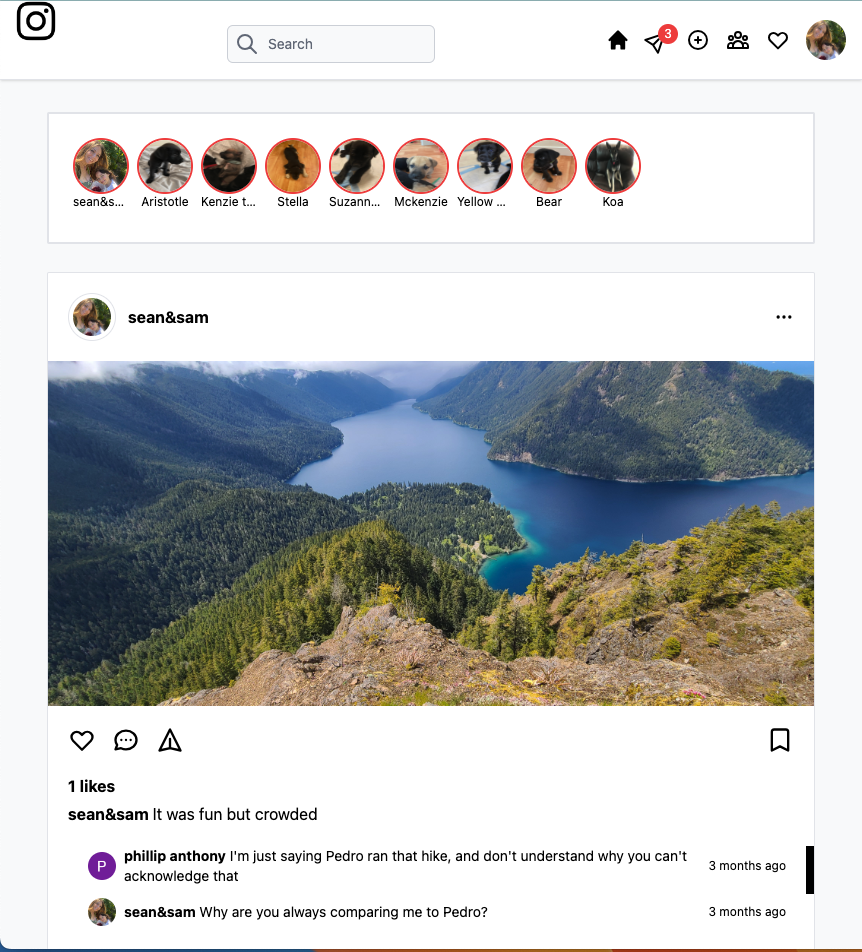 Search
3
sean&s...
Aristotle
Kenzie t...
Stella
Suzann...
Mckenzie
Yellow ...
Bear
Koa
sean&sam
1 likes
sean&sam It was fun but crowded
phillip anthony I'm just saying Pedro ran that hike, and don't understand why you can't
acknowledge that
3 months ago
P
sean&sam Why are you always comparing me to Pedro?
3 months ago